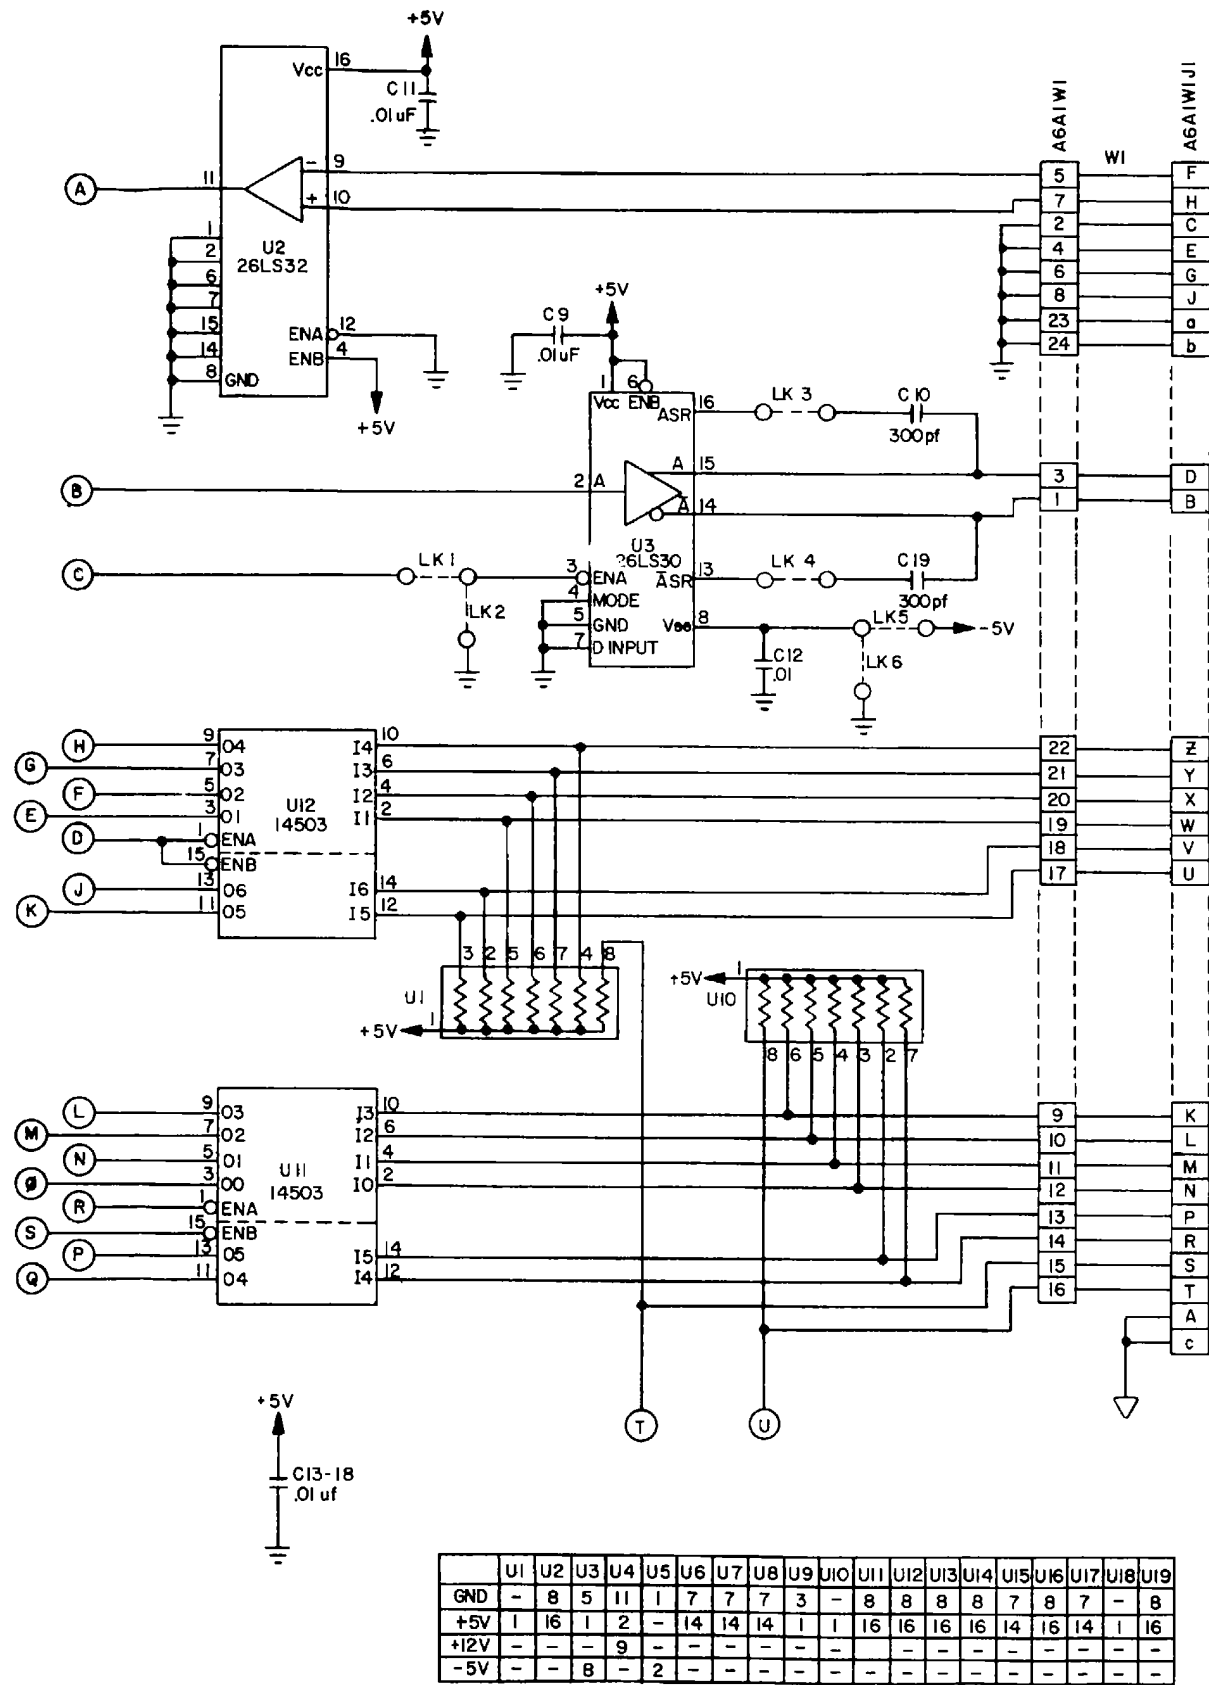 +5V
16
Vcc
C11
.01uF
A6A1W1
A6A1W1J1
W1
A
11
-
9
+
10
5
F
7
H
2
C
4
E
6
G
8
J
23
a
24
b
1
2
6
7
15
14
8
GND
U2
26LS32
ENA
12
ENB
4
+5V
+5V
C9
.01uF
1
6
Vcc
ENB
ASR
16
LK 3
C10
300pf
B
2
A
A
15
A
14
3
D
1
B
U3
26LS30
C
LK1
LK2
3
ENA
4
MODE
5
GND
7
D INPUT
ASR
13
LK 4
C19
300pf
Vee
8
LK5
-5V
C12
.01
LK6
H
9
O4
I4
10
22
Z
G
7
O3
I3
6
21
Y
F
5
O2
I2
4
20
X
E
3
O1
I1
2
19
W
U12
14503
D
1
ENA
18
V
15
ENB
17
U
J
13
O6
I6
14
K
11
O5
I5
12
3
2
5
6
7
4
8
U1
+5V
1
+5V
1
U10
8
6
5
4
3
2
7
L
9
O3
I3
10
9
K
M
7
O2
I2
6
10
L
N
5
O1
I1
4
11
M
Ø
3
O0
I0
2
12
N
U11
14503
R
1
ENA
13
P
S
15
ENB
14
R
P
13
O5
I5
14
15
S
Q
11
O4
I4
12
16
T
A
c
T
U
+5V
C13-18
.01uf
U1 U2 U3 U4 U5 U6 U7 U8 U9 U10 U11 U12 U13 U14 U15 U16 U17 U18 U19
GND - 8 5 11 1 7 7 7 3 - 8 8 8 8 7 8 7 - 8
+5V 1 16 1 2 - 14 14 14 1 1 16 16 16 16 14 16 14 1 16
+12V - - - 9 - - - - - - - - - - - - - - -
-5V - - 8 - 2 - - - - - - - - - - - - - -